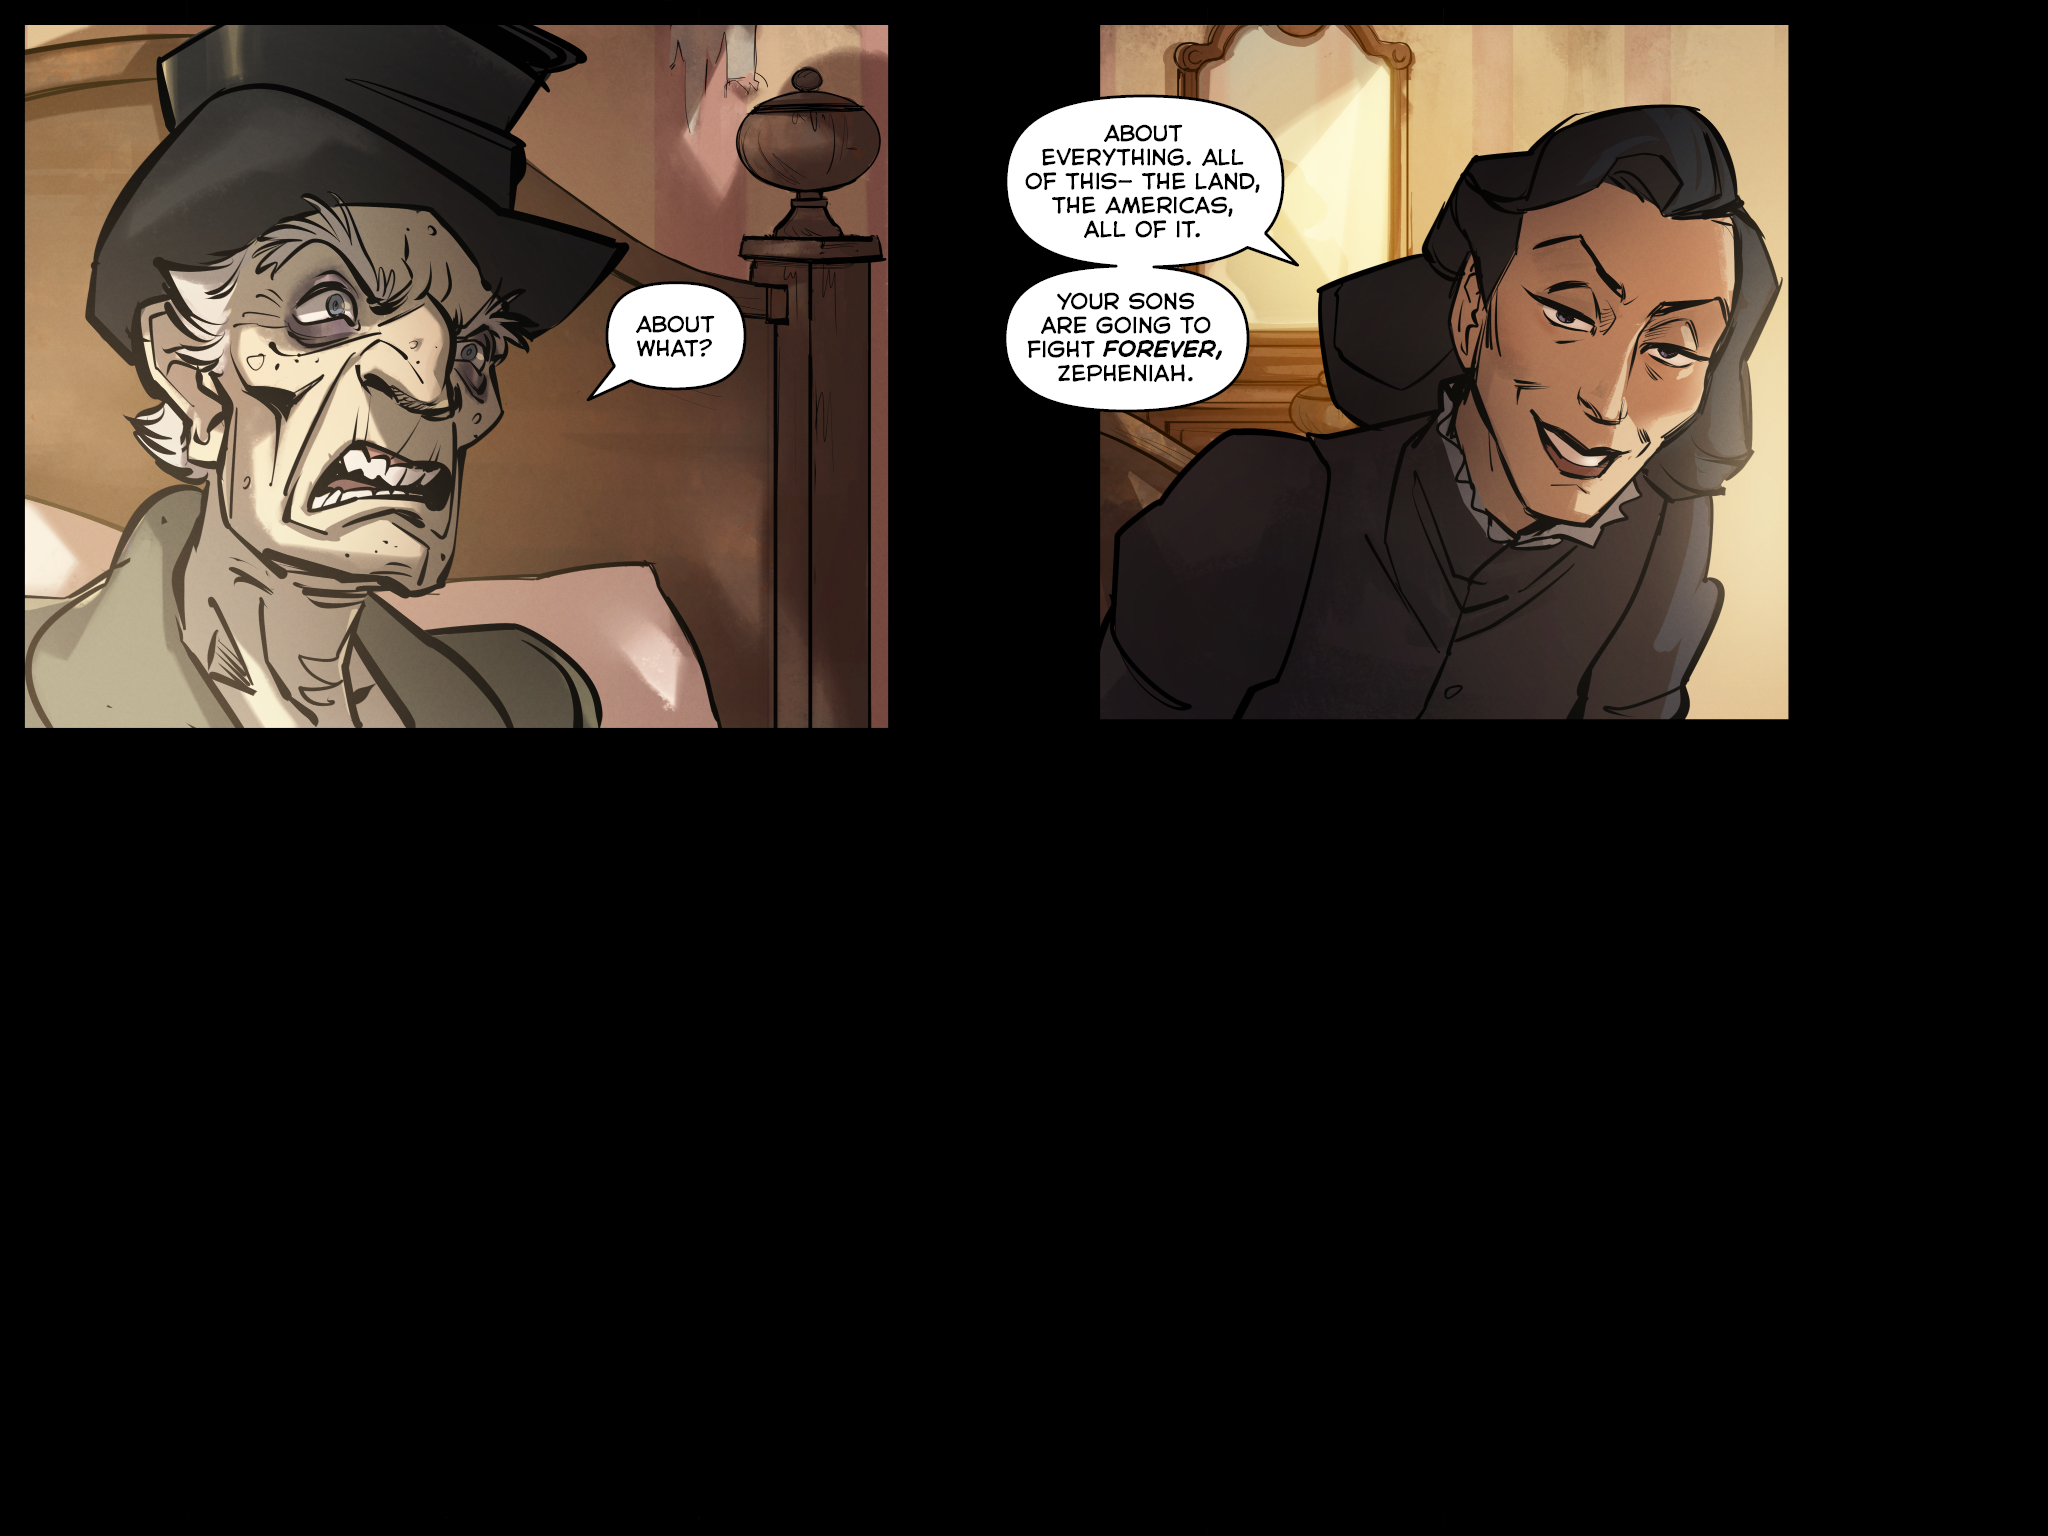 ABOUT
WHAT?
ABOUT
EVERYTHING. ALL
OF THIS– THE LAND,
THE AMERICAS,
ALL OF IT.
YOUR SONS
ARE GOING TO
FIGHT FOREVER,
ZEPHENIAH.